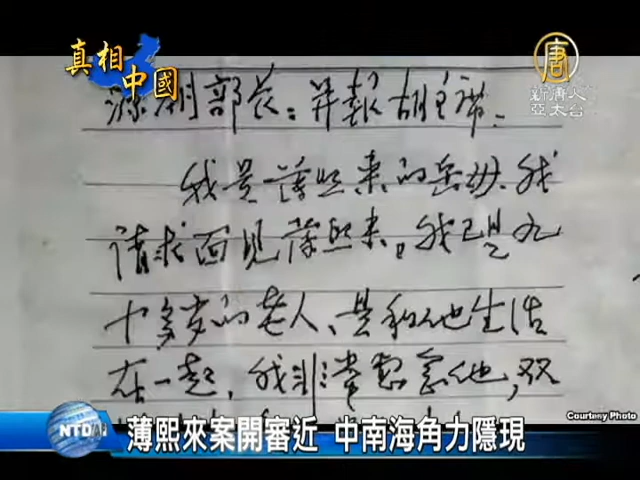 真相
中國
唐
新唐人
亞太台
源潮部长：并報胡主席。
我是薄熙来的岳母，我
请求面见薄熙来，我已是九
十多岁的老人、是和他生活
在一起，我非常想念他，双
Courtesy Photo
NTDAP
薄熙來案開審近 中南海角力隱現